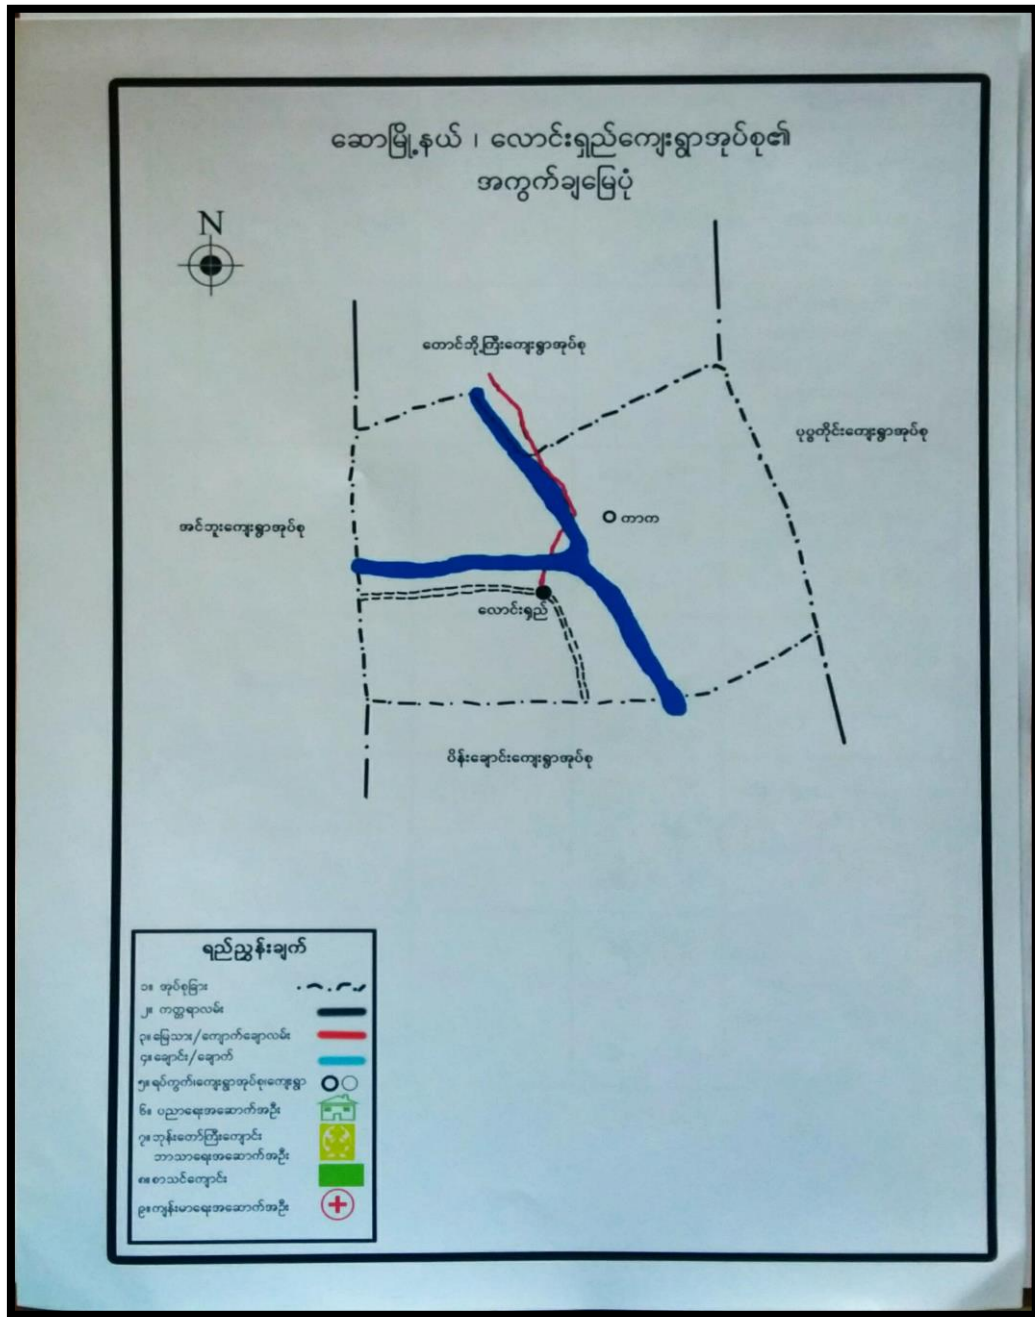 ဆောမြို့နယ် ၊ လောင်းရှည်ကျေးရွာအုပ်စု၏
အကွက်ချမြေပုံ
N
တောင်ဘို့ကြီးကျေးရွာအုပ်စု
ပုပ္ပတိုင်းကျေးရွာအုပ်စု
အင်ဘူးကျေးရွာအုပ်စု
ကာက
လောင်းရှည်
ပိန်းချောင်းကျေးရွာအုပ်စု
ရည်ညွှန်းချက်
၁။ အုပ်စုခြား
၂။ ကတ္တရာလမ်း
၃။မြေသား/ကျောက်ချောလမ်း
၄။ချောင်း/ချောက်
၅။ရပ်ကွက်၊ကျေးရွာအုပ်စု၊ကျေးရွာ
၆။ ပညာရေးအဆောက်အဦး
၇။ဘုန်းတော်ကြီးကျောင်း
ဘာသာရေးအဆောက်အဦး
၈။စာသင်ကျောင်း
၉။ကျန်းမာရေးအဆောက်အဦး